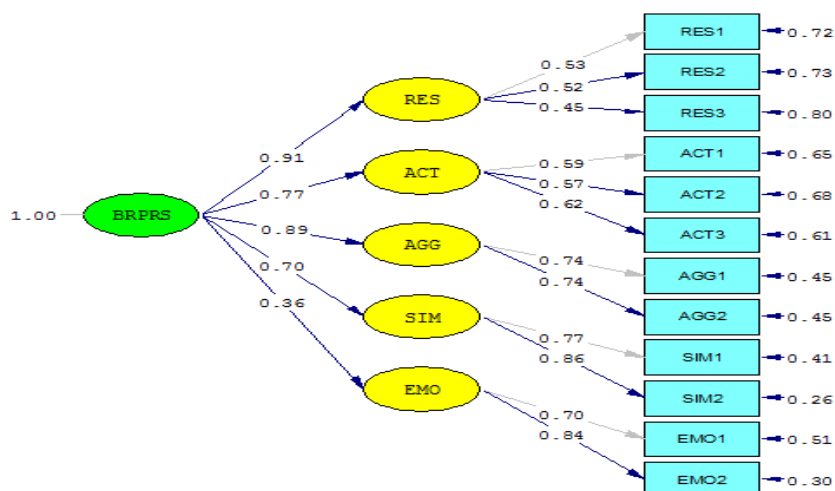 RES1
0.72
0.53
RES2
0.73
0.52
RES
RES3
0.80
0.45
ACT1
0.65
0.91
0.59
ACT
ACT2
0.68
0.57
0.77
0.62
1.00
BRPRS
ACT3
0.61
0.89
AGG
0.74
AGG1
0.45
0.70
0.74
AGG2
0.45
0.36
SIM
0.77
SIM1
0.41
0.86
SIM2
0.26
EMO
0.70
EMO1
0.51
0.84
EMO2
0.30